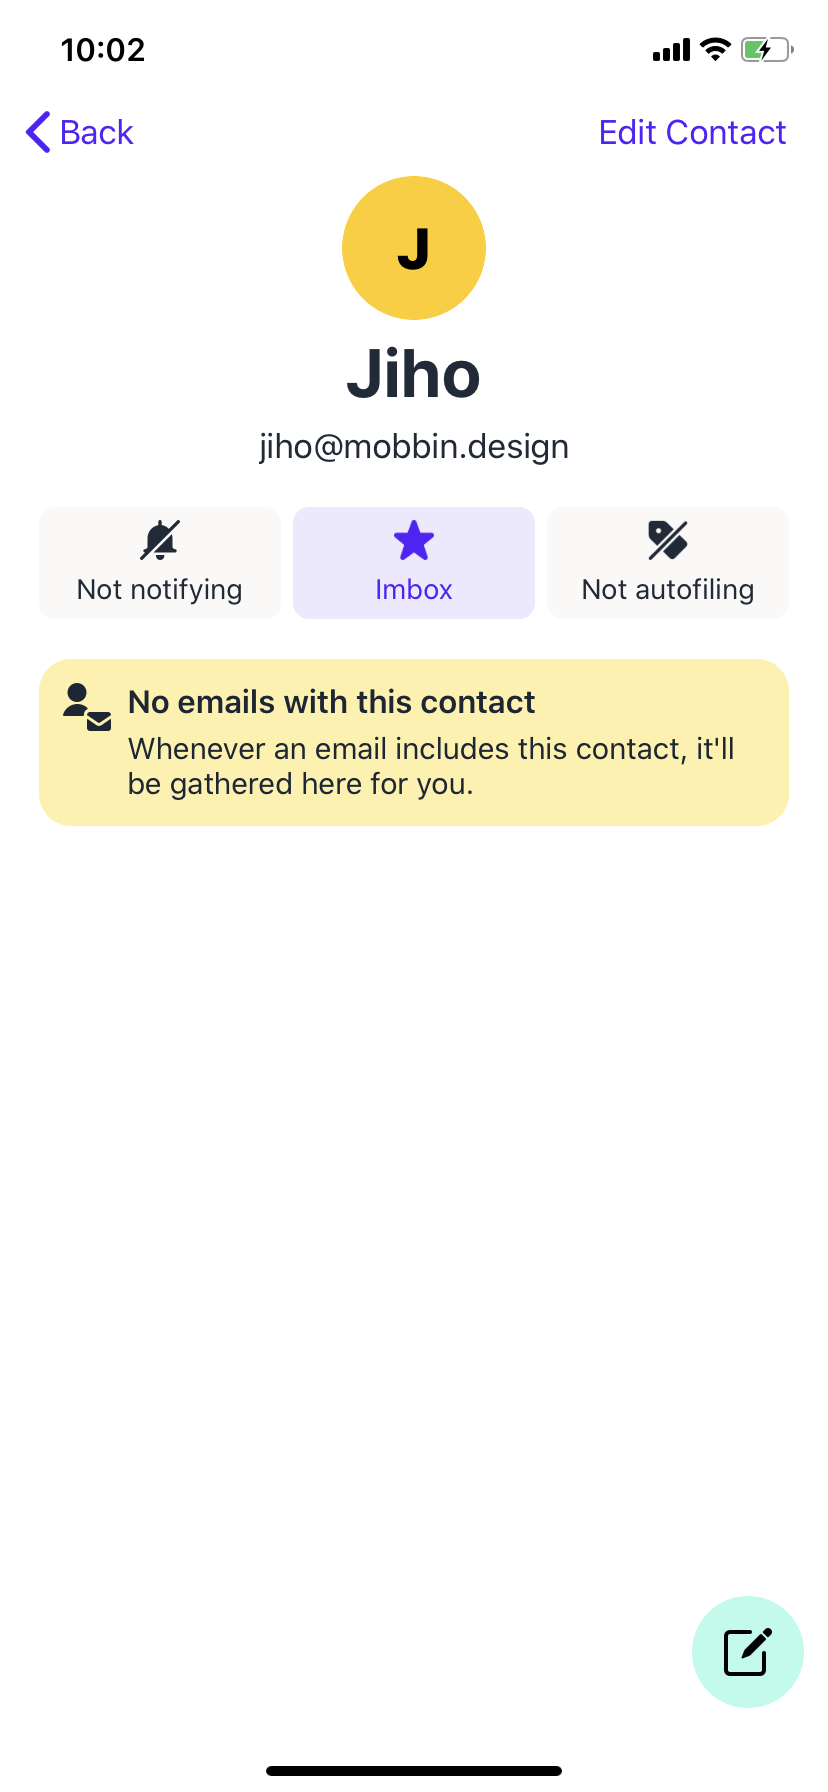 10:02
Back
Edit Contact
J
Jiho
jiho@mobbin.design
Not notifying
Imbox
Not autofiling
No emails with this contact
Whenever an email includes this contact, it'll
be gathered here for you.